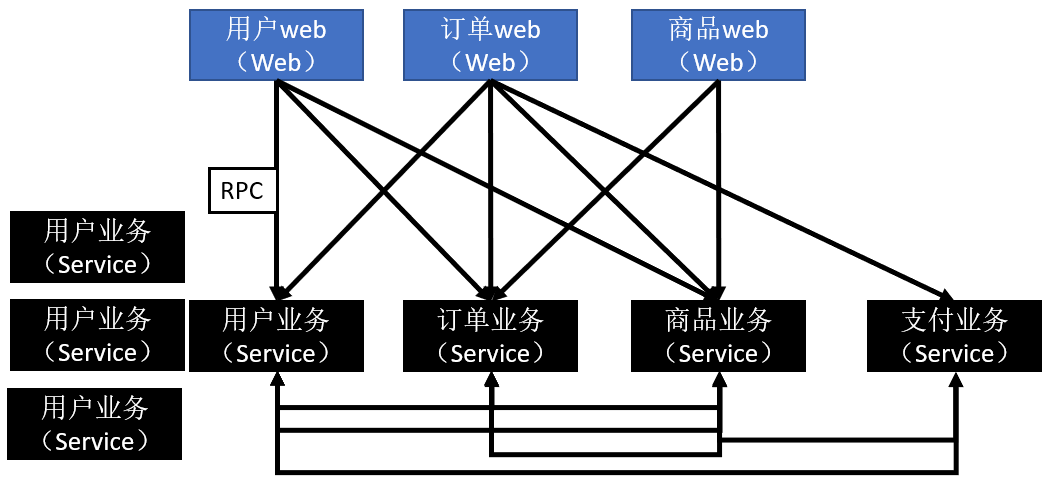 用户web
（Web）
订单web
（Web）
商品web
（Web）
RPC
用户业务
（Service）
用户业务
（Service）
用户业务
（Service）
订单业务
（Service）
商品业务
（Service）
支付业务
（Service）
用户业务
（Service）